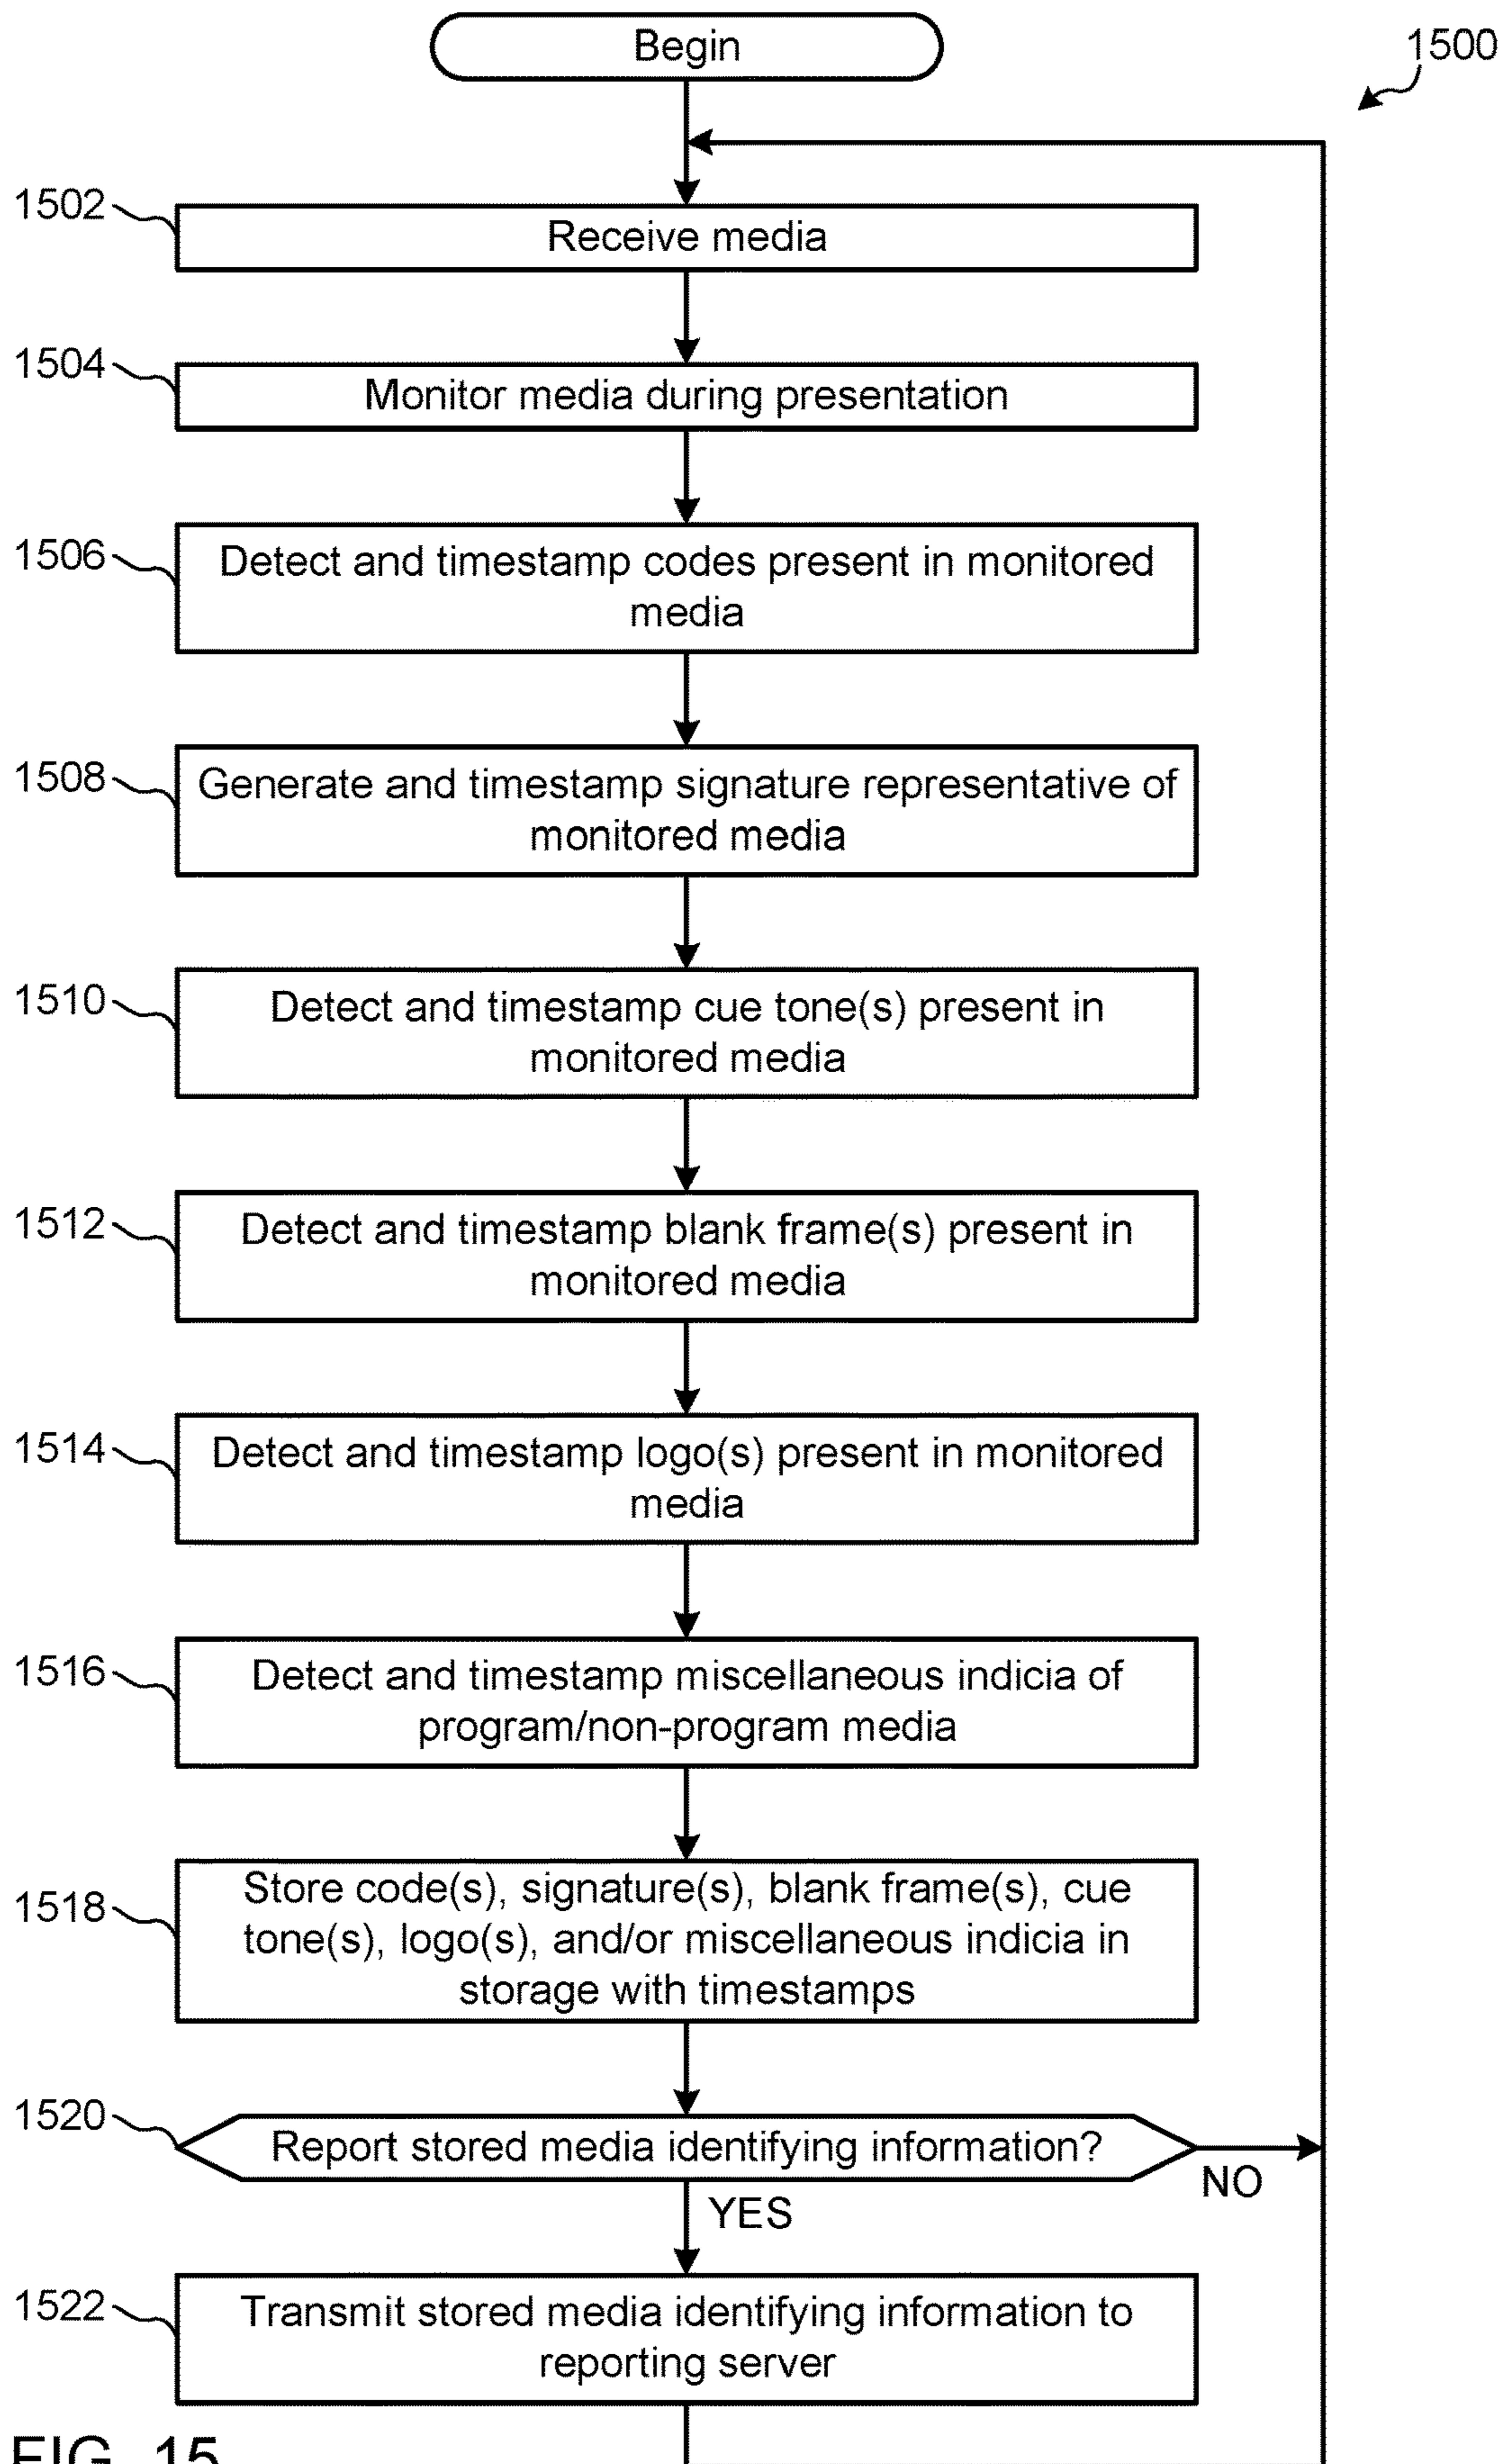 Begin
1500
1502
Receive media
1504
Monitor media during presentation
1506
Detect and timestamp codes present in monitored
media
1508
Generate and timestamp signature representative of
monitored media
1510
Detect and timestamp cue tone(s) present in
monitored media
1512
Detect and timestamp blank frame(s) present in
monitored media
1514
Detect and timestamp logo(s) present in monitored
media
1516
Detect and timestamp miscellaneous indicia of
program/non-program media
1518
Store code(s), signature(s), blank frame(s), cue
tone(s), logo(s), and/or miscellaneous indicia in
storage with timestamps
1520
Report stored media identifying information?
NO
YES
1522
Transmit stored media identifying information to
reporting server
FIG. 15